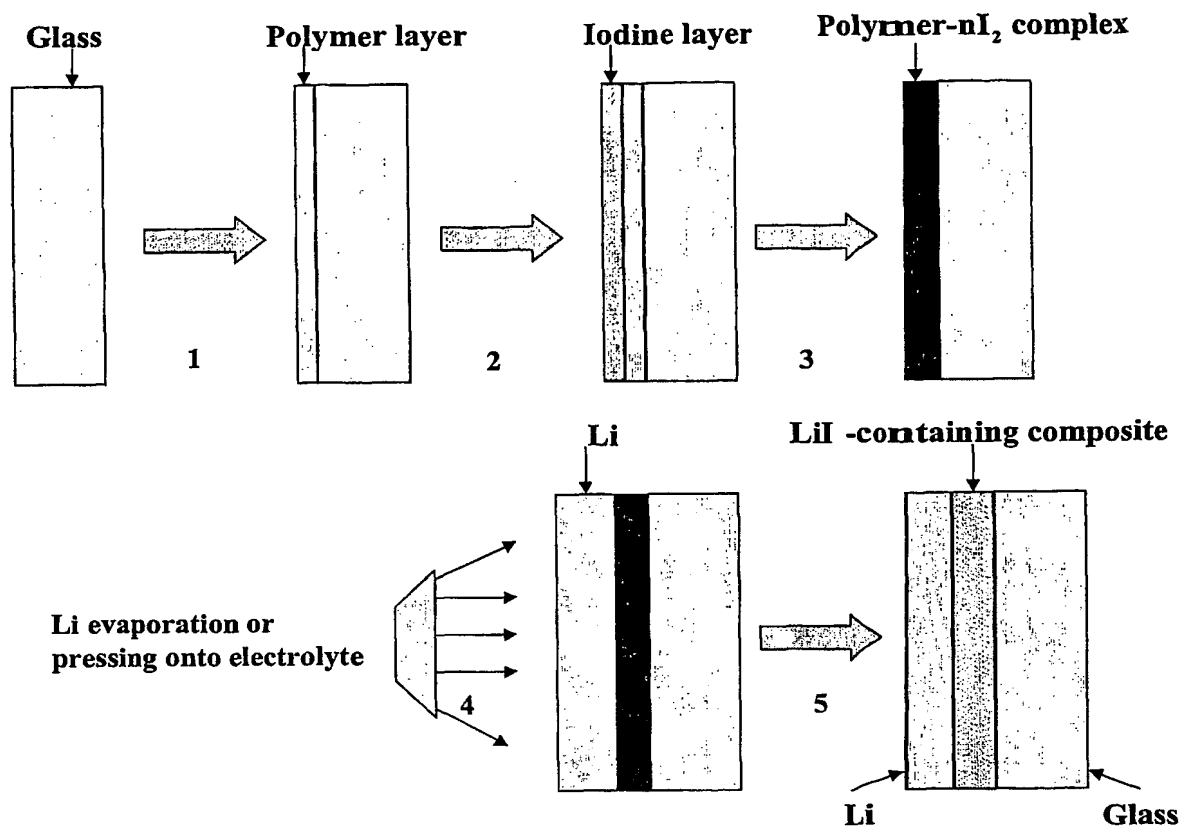 Glass
Polymer layer
Iodine layer
Polymer-nI₂ complex
1
2
3
Li
LiI -containing composite
Li evaporation or
pressing onto electrolyte
4
5
Li
Glass